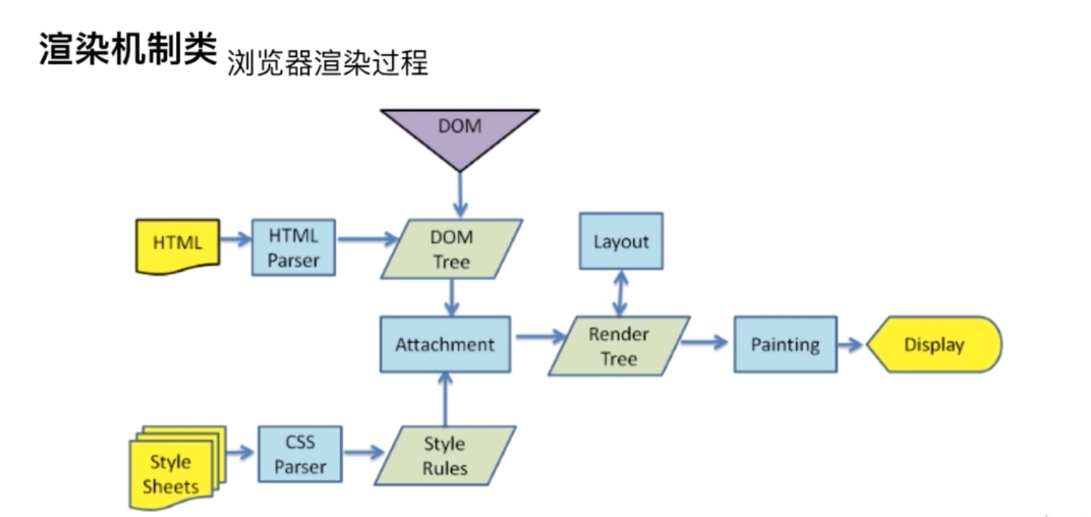 渲染机制类 浏览器渲染过程
DOM
HTML
HTML
Parser
DOM
Tree
Layout
Attachment
Render
Tree
Painting
Display
Style
Sheets
CSS
Parser
Style
Rules